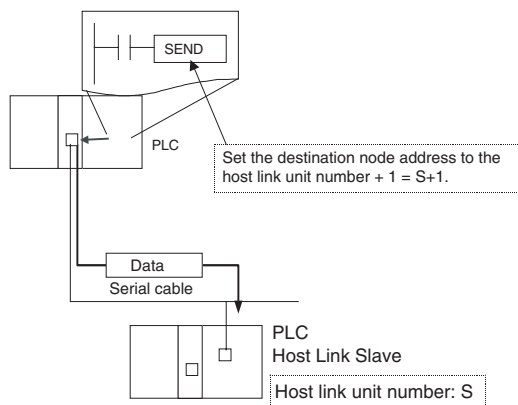 SEND
PLC
Set the destination node address to the
host link unit number + 1 = S+1.
Data
Serial cable
PLC
Host Link Slave
Host link unit number: S